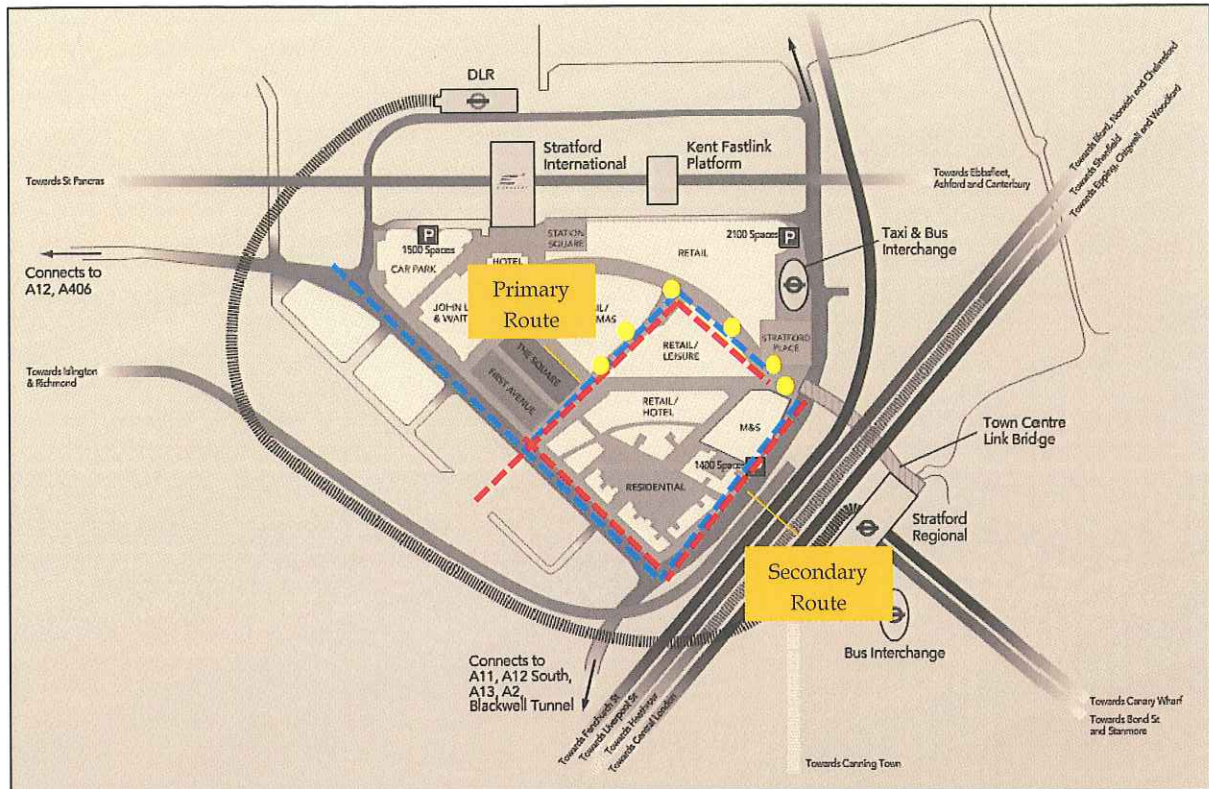 DLR
Stratford
International
Kent Fastlink
Platform
Towards St Pancras
Towards Ebbsfleet,
Ashford and Canterbury
Towards Ilford, Norwich and Chelmsford
Towards Shenfield
Towards Epping, Chigwell and Woodford
P
1500 Spaces
CAR PARK
STATION
SQUARE
HOTEL
RETAIL
2100 Spaces
P
Taxi & Bus
Interchange
Connects to
A12, A406
Primary
Route
JOHN L
& WAIT
IL/
MAS
RETAIL/
LEISURE
STRATFORD
PLACE
THE SQUARE
FIRST AVENUE
Towards Islington
& Richmond
RETAIL/
HOTEL
M&S
Town Centre
Link Bridge
1400 Spaces
RESIDENTIAL
Stratford
Regional
Secondary
Route
Bus Interchange
Connects to
A11, A12 South,
A13, A2,
Blackwell Tunnel
Towards Fenchurch St
Towards Liverpool St
Towards Heathrow
Towards Central London
Towards Canary Wharf
Towards Bond St
and Stanmore
Towards Canning Town